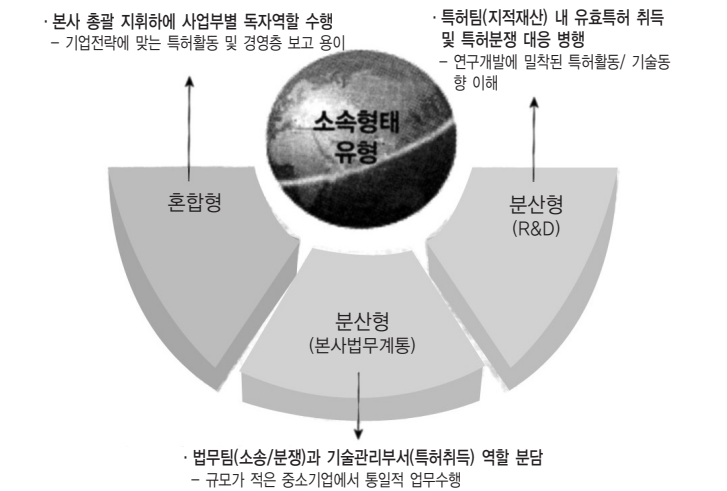 · 본사 총괄 지휘하에 사업부별 독자역할 수행
– 기업전략에 맞는 특허활동 및 경영층 보고 용이
· 특허팀(지적재산) 내 유효특허 취득
및 특허분쟁 대응 병행
– 연구개발에 밀착된 특허활동/ 기술동
향 이해
소속형태
유형
혼합형
분산형
(R&D)
분산형
(본사법무계통)
· 법무팀(소송/분쟁)과 기술관리부서(특허취득) 역할 분담
– 규모가 적은 중소기업에서 통일적 업무수행